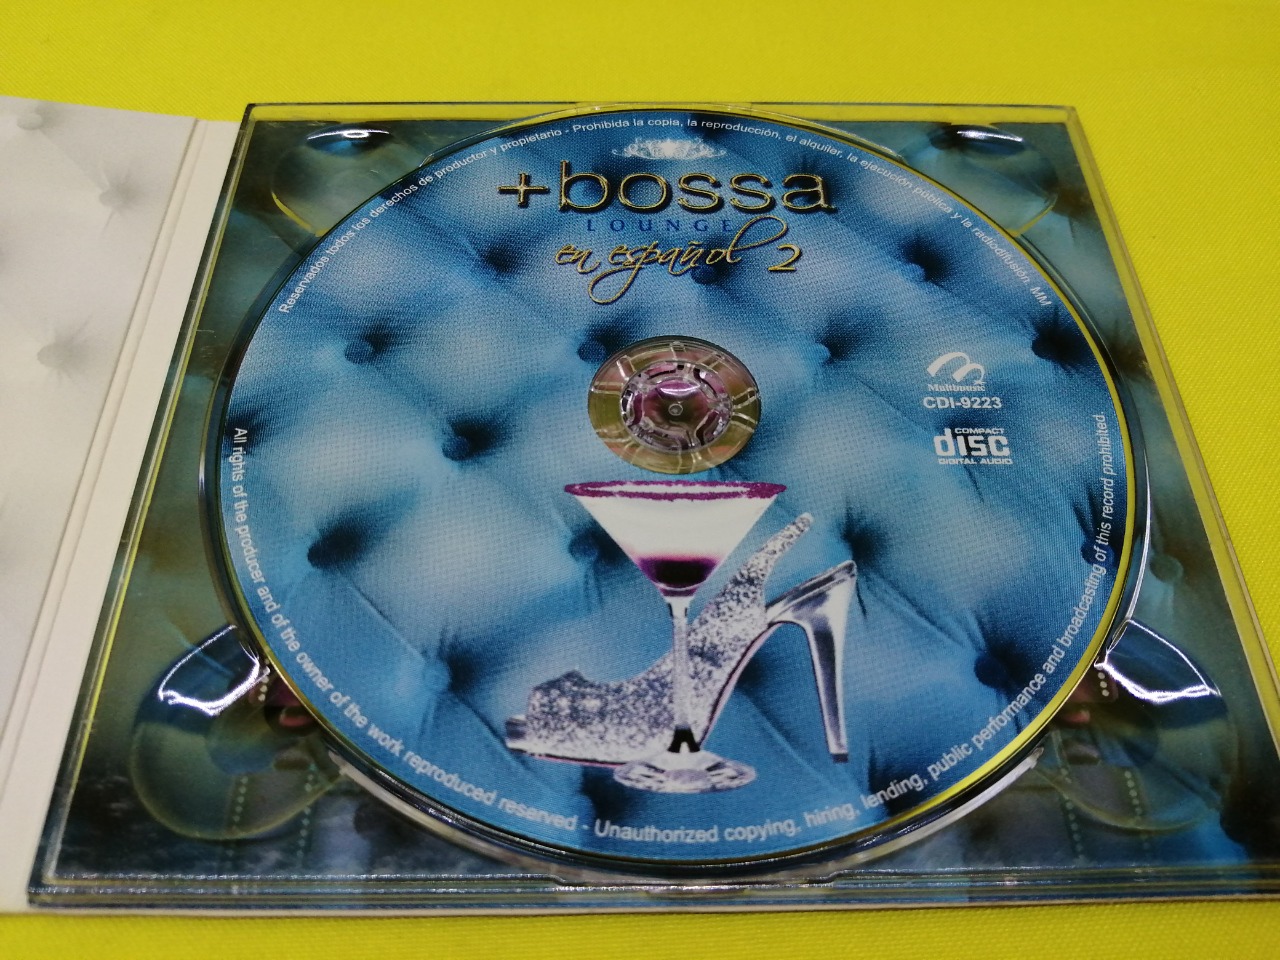 Reservados todos los derechos de productor y propietario - Prohibida la copia, la reproducción, el alquiler, la ejecución pública y la radiodifusión. MM
+bossa
LOUNGE
en español 2
Multimusic
CDI-9223
COMPACT
disc
DIGITAL AUDIO
All rights of the producer and of the owner of the work reproduced reserved - Unauthorized copying, hiring, lending, public performance and broadcasting of this record prohibited.